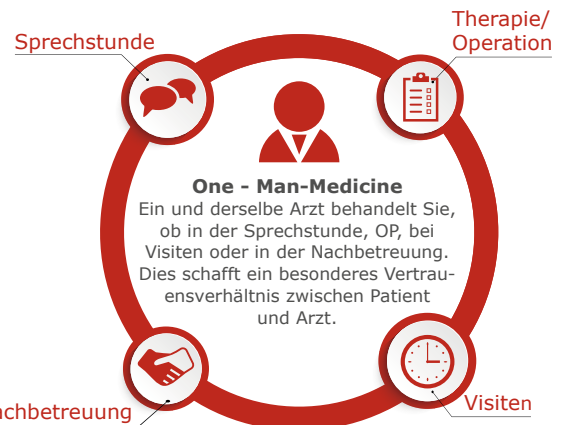 Sprechstunde
Therapie/
Operation
One - Man-Medicine
Ein und derselbe Arzt behandelt Sie,
ob in der Sprechstunde, OP, bei
Visiten oder in der Nachbetreuung.
Dies schafft ein besonderes Vertrau-
ensverhältnis zwischen Patient
und Arzt.
achbetreuung
Visiten